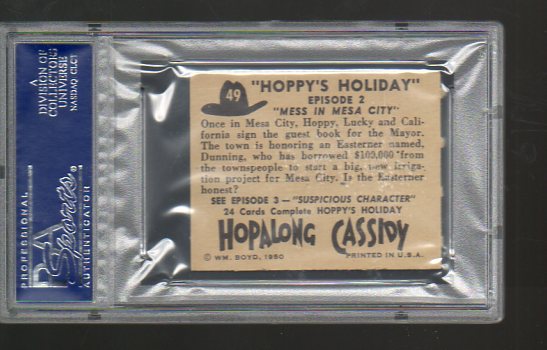 A
DIVISION OF
COLLECTORS
UNIVERSE
NASDAQ: CLCT
PROFESSIONAL
PSA
Sports
®
AUTHENTICATOR
49
"HOPPY'S HOLIDAY"
EPISODE 2
"MESS IN MESA CITY"
Once in Mesa City, Hoppy, Lucky and Cali-
fornia sign the guest book for the Mayor.
The town is honoring an Easterner named,
Dunning, who has borrowed $100,000 from
the townspeople to start a big, new irriga-
tion project for Mesa City. Is the Easterner
honest?
SEE EPISODE 3 — "SUSPICIOUS CHARACTER"
24 Cards Complete HOPPY'S HOLIDAY
HOPALONG CASSIDY
© WM. BOYD, 1950 PRINTED IN U.S.A.